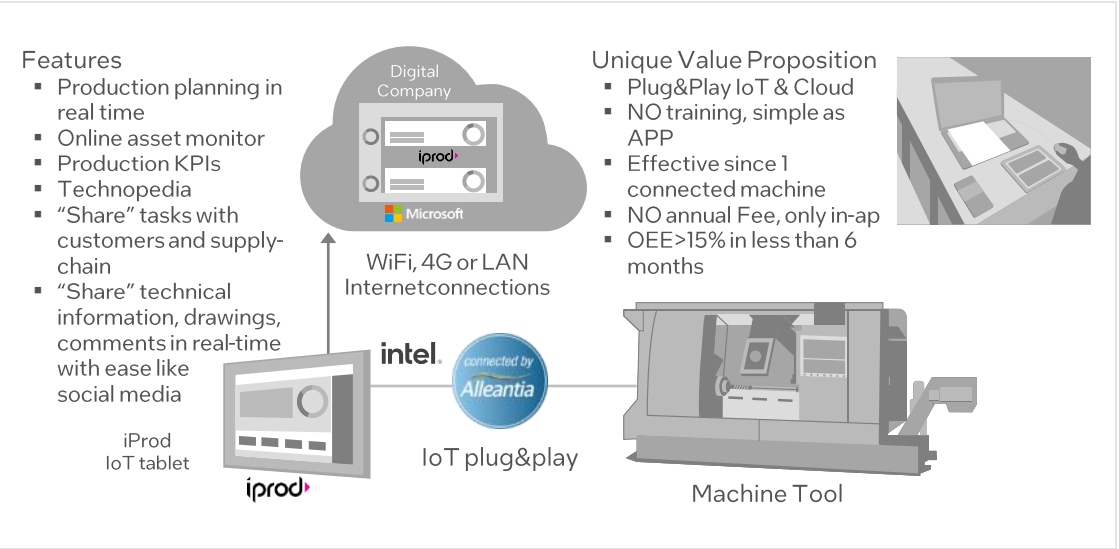 Features
▪ Production planning in
real time
▪ Online asset monitor
▪ Production KPIs
▪ Technopedia
▪ “Share” tasks with
customers and supply-
chain
▪ “Share” technical
information, drawings,
comments in real-time
with ease like
social media
Digital
Company
iprod
Microsoft
WiFi, 4G or LAN
Internetconnections
Unique Value Proposition
▪ Plug&Play IoT & Cloud
▪ NO training, simple as
APP
▪ Effective since 1
connected machine
▪ NO annual Fee, only in-ap
▪ OEE>15% in less than 6
months
iProd
IoT tablet
iprod
intel®
connected by
Alleantia
IoT plug&play
Machine Tool